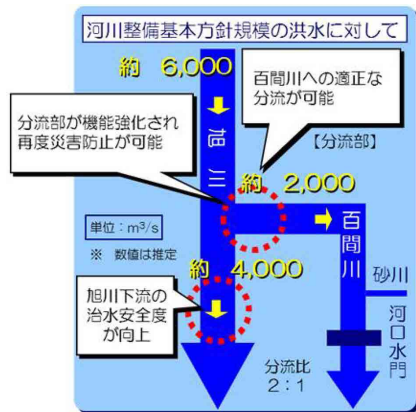 河川整備基本方針規模の洪水に対して
約 6,000
百間川への適正な
分流が可能
分流部が機能強化され
再度災害防止が可能
旭川
【分流部】
約 2,000
単位：m³/s
※ 数値は推定
百間川
約 4,000
砂川
旭川下流の
治水安全度
が向上
河口水門
分流比
2：1